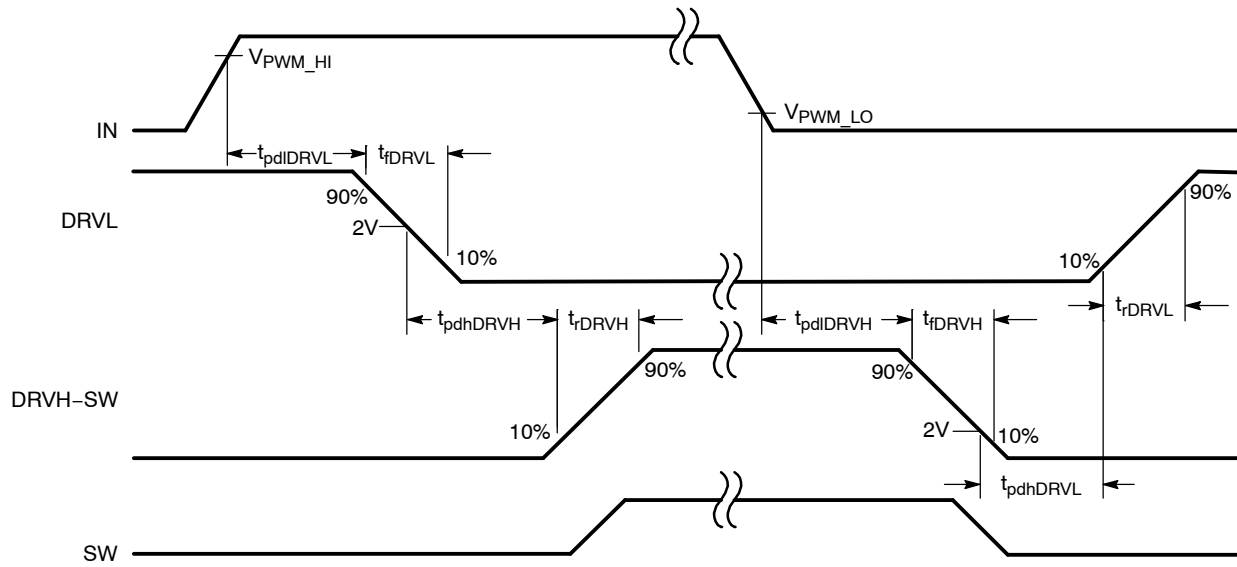 V_PWM_HI
IN
V_PWM_LO
t_pdlDRVL
t_fDRVL
DRVL
90%
2V
10%
10%
90%
t_pdhDRVH
t_rDRVH
t_pdlDRVH
t_fDRVH
t_rDRVL
DRVH−SW
90%
90%
10%
2V
10%
t_pdhDRVL
SW